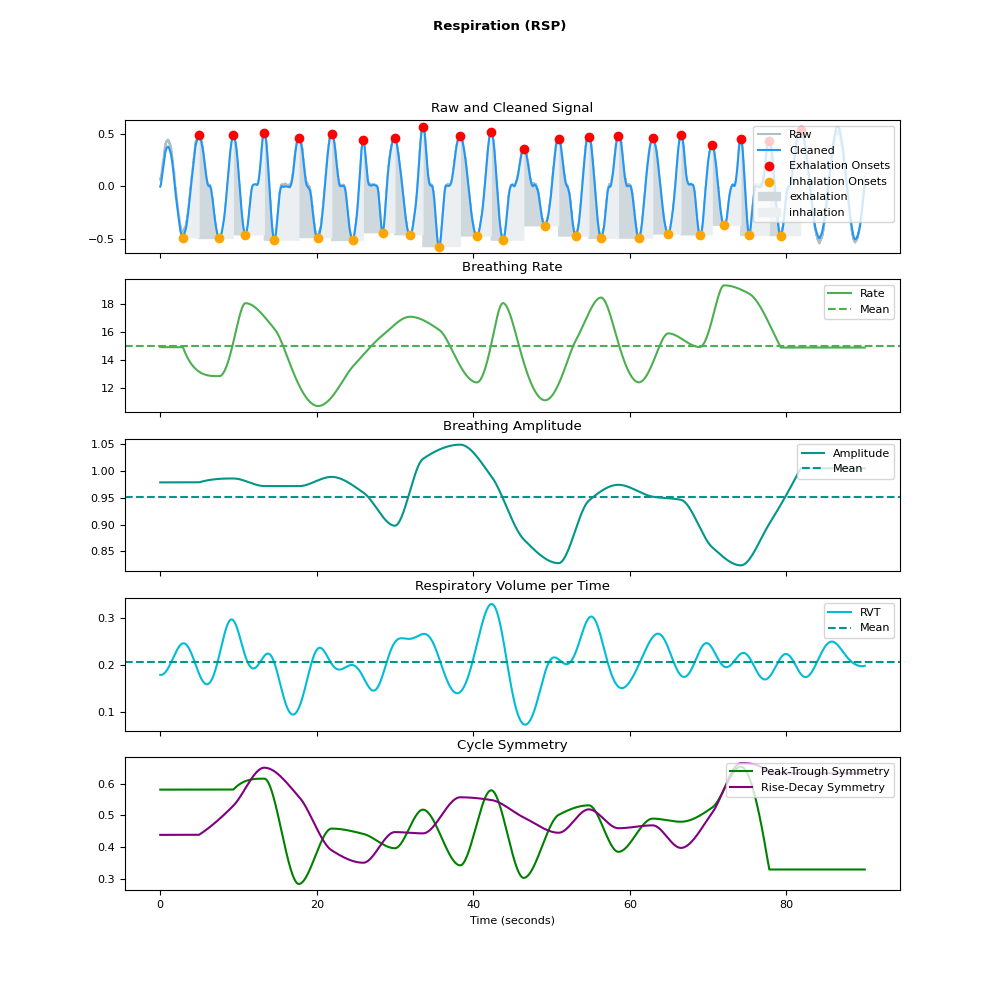 Respiration (RSP)
Raw and Cleaned Signal
0.5
0.0
−0.5
Raw
Cleaned
Exhalation Onsets
Inhalation Onsets
exhalation
inhalation
Breathing Rate
18
16
14
12
Rate
Mean
Breathing Amplitude
1.05
1.00
0.95
0.90
0.85
Amplitude
Mean
Respiratory Volume per Time
0.3
0.2
0.1
RVT
Mean
Cycle Symmetry
0.6
0.5
0.4
0.3
Peak-Trough Symmetry
Rise-Decay Symmetry
0 20 40 60 80
Time (seconds)